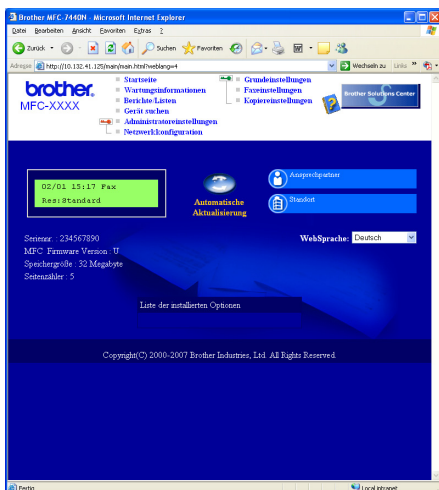 Brother MFC-7440N - Microsoft Internet Explorer
Datei Bearbeiten Ansicht Favoriten Extras ?
Zurück Suchen Favoriten
Adresse http://10.132.41.125/main/main.html?weblang=4 Wechseln zu Links
brother.
MFC-XXXX
Startseite
Wartungsinformationen
Berichte/Listen
Gerät suchen
Administratoreinstellungen
Netzwerkkonfiguration
Grundeinstellungen
Faxeinstellungen
Kopiereinstellungen
Brother Solutions Center
02/01 15:17 Fax
Res:Standard
Automatische
Aktualisierung
Ansprechpartner
Standort
Seriennr. : 234567890
MFC Firmware Version : U
Speichergröße : 32 Megabyte
Seitenzähler : 5
WebSprache: Deutsch
Liste der installierten Optionen
Copyright(C) 2000-2007 Brother Industries, Ltd. All Rights Reserved.
Fertig Local intranet